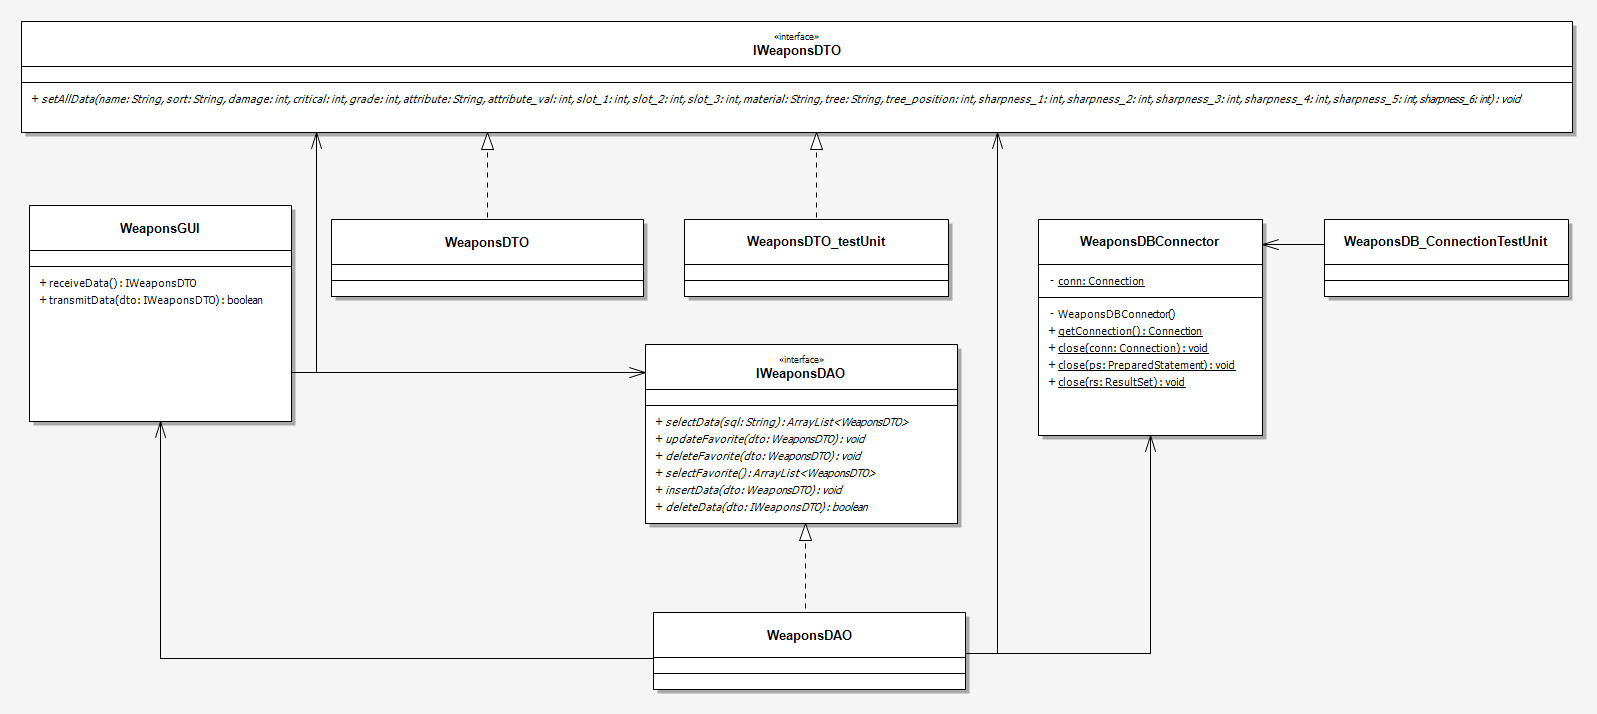 «interface»
IWeaponsDTO
+ setAllData(name: String, sort: String, damage: int, critical: int, grade: int, attribute: String, attribute_val: int, slot_1: int, slot_2: int, slot_3: int, material: String, tree: String, tree_position: int, sharpness_1: int, sharpness_2: int, sharpness_3: int, sharpness_4: int, sharpness_5: int, sharpness_6: int) : void
WeaponsGUI
+ receiveData() : IWeaponsDTO
+ transmitData(dto: IWeaponsDTO) : boolean
WeaponsDTO
WeaponsDTO_testUnit
WeaponsDBConnector
- conn: Connection
- WeaponsDBConnector()
+ getConnection() : Connection
+ close(conn: Connection) : void
+ close(ps: PreparedStatement) : void
+ close(rs: ResultSet) : void
WeaponsDB_ConnectionTestUnit
«interface»
IWeaponsDAO
+ selectData(sql: String) : ArrayList<WeaponsDTO>
+ updateFavorite(dto: WeaponsDTO) : void
+ deleteFavorite(dto: WeaponsDTO) : void
+ selectFavorite() : ArrayList<WeaponsDTO>
+ insertData(dto: WeaponsDTO) : void
+ deleteData(dto: IWeaponsDTO) : boolean
WeaponsDAO